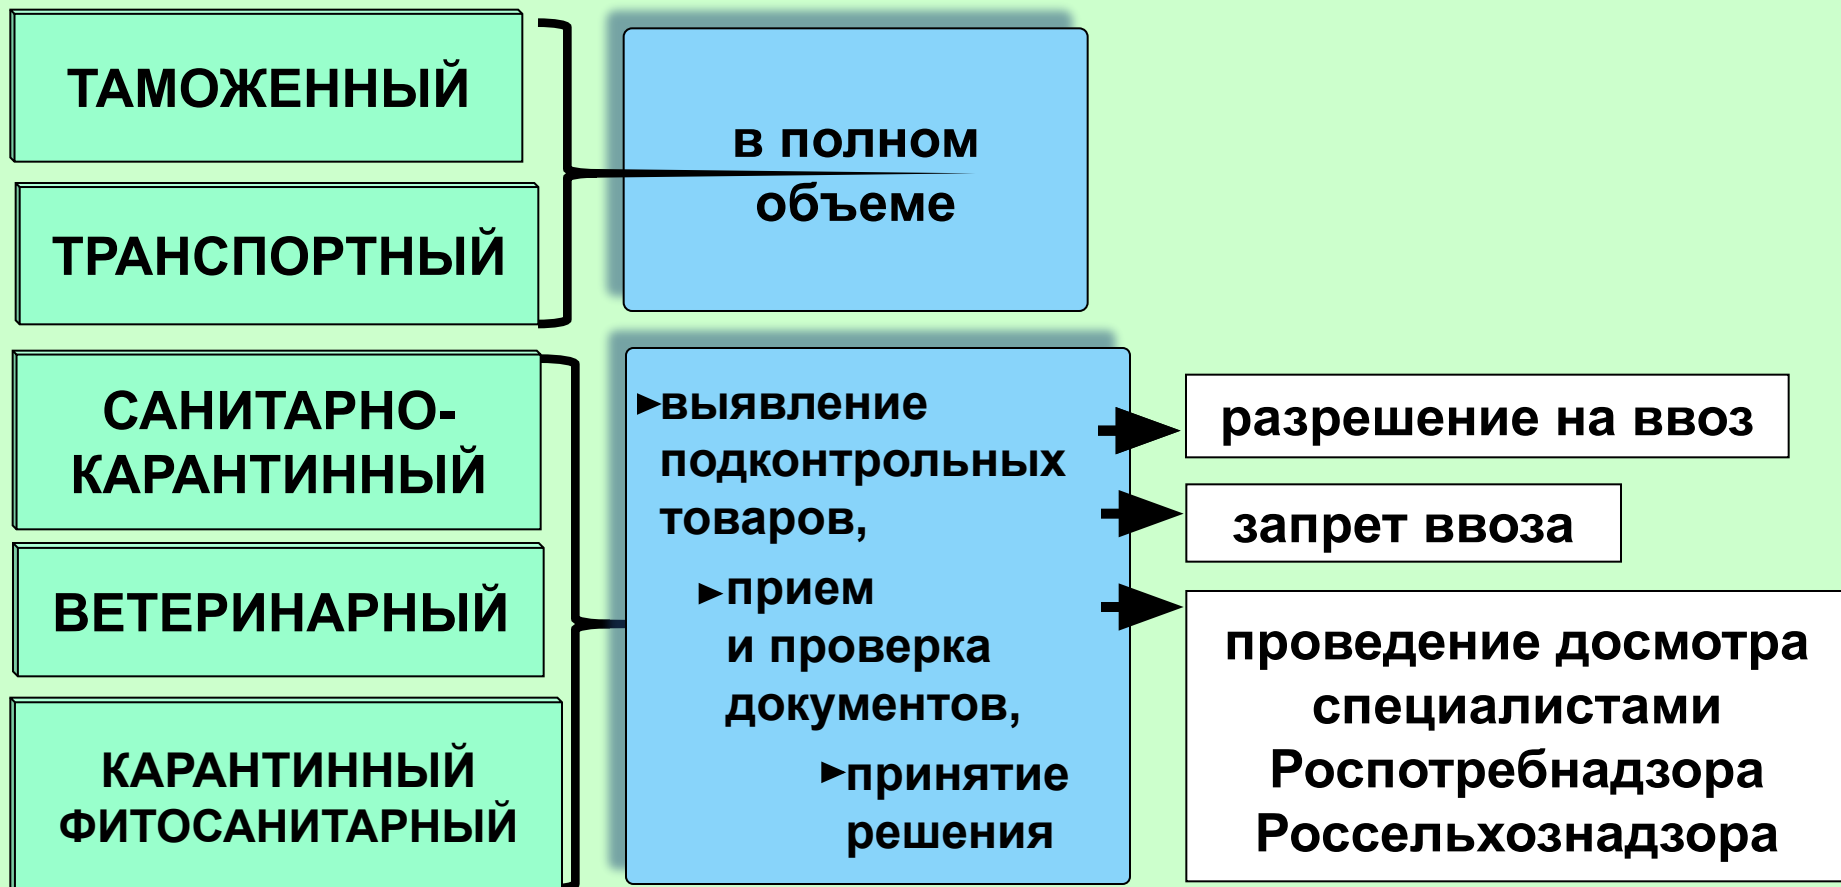 ТАМОЖЕННЫЙ
ТРАНСПОРТНЫЙ
в полном
объеме
САНИТАРНО-
КАРАНТИННЫЙ
ВЕТЕРИНАРНЫЙ
КАРАНТИННЫЙ
ФИТОСАНИТАРНЫЙ
выявление
подконтрольных
товаров,
прием
и проверка
документов,
принятие
решения
разрешение на ввоз
запрет ввоза
проведение досмотра
специалистами
Роспотребнадзора
Россельхознадзора